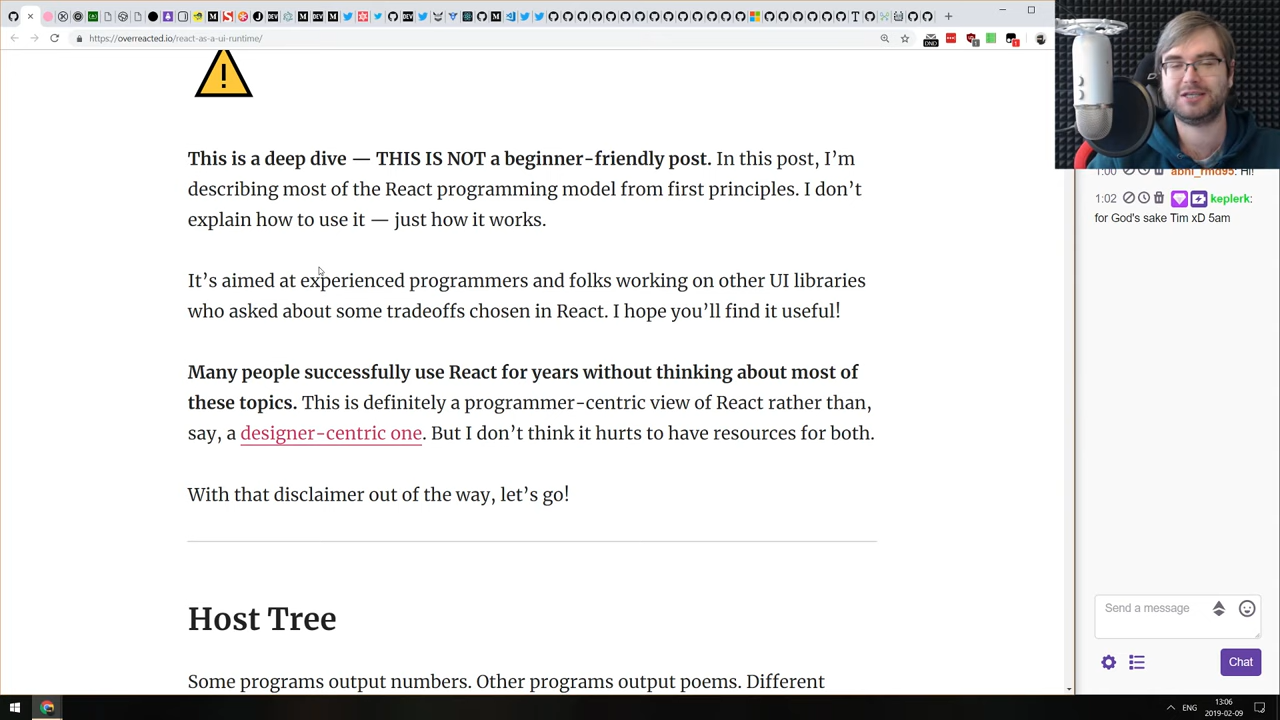 https://overreacted.io/react-as-a-ui-runtime/
This is a deep dive — THIS IS NOT a beginner-friendly post. In this post, I’m
describing most of the React programming model from first principles. I don’t
explain how to use it — just how it works.
It’s aimed at experienced programmers and folks working on other UI libraries
who asked about some tradeoffs chosen in React. I hope you’ll find it useful!
Many people successfully use React for years without thinking about most of
these topics. This is definitely a programmer-centric view of React rather than,
say, a designer-centric one. But I don’t think it hurts to have resources for both.
With that disclaimer out of the way, let’s go!
Host Tree
Some programs output numbers. Other programs output poems. Different
1:00 abhi_rmd95: Hi!
1:02 keplerk:
for God's sake Tim xD 5am
Send a message
Chat
ENG
13:06
2019-02-09